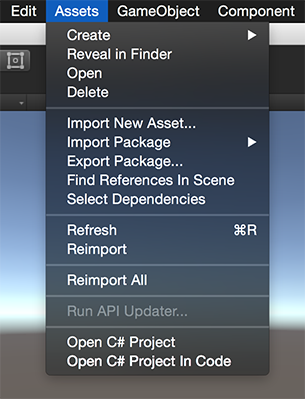 Edit Assets GameObject Component
Create
Reveal in Finder
Open
Delete
Import New Asset...
Import Package
Export Package...
Find References In Scene
Select Dependencies
Refresh ⌘R
Reimport
Reimport All
Run API Updater...
Open C# Project
Open C# Project In Code